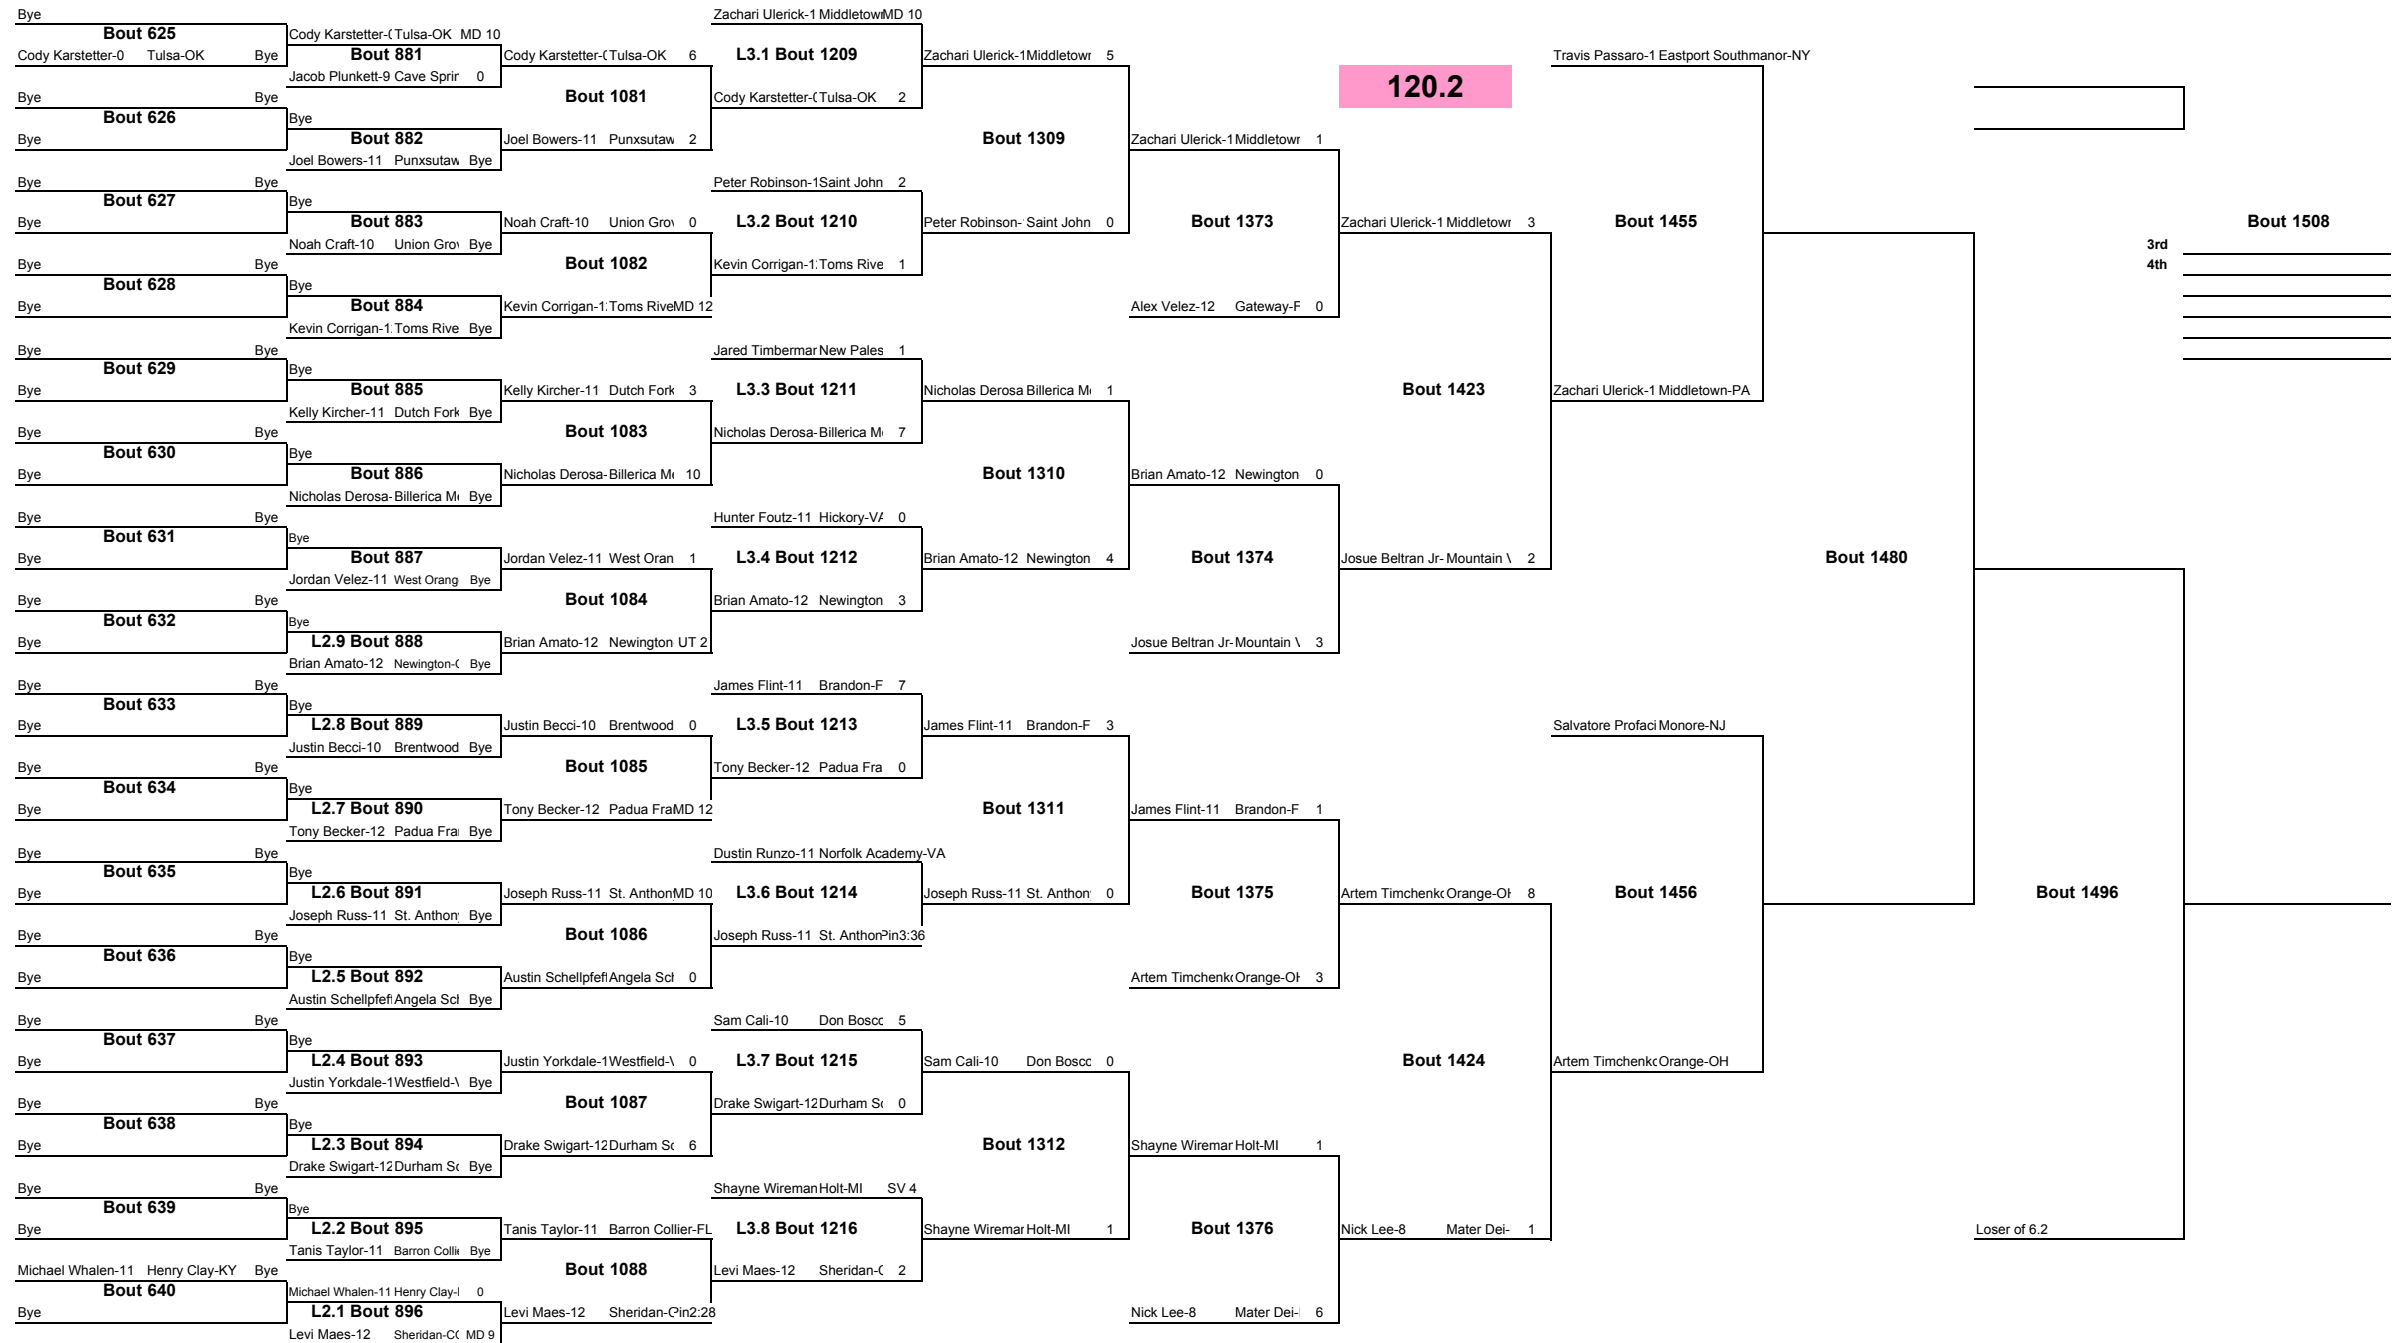 Bye
Bout 625
Cody Karstetter-0 Tulsa-OK Bye
Bye Bye
Bout 626
Bye
Bye Bye
Bout 627
Bye
Bye Bye
Bout 628
Bye
Bye Bye
Bout 629
Bye
Bye Bye
Bout 630
Bye
Bye Bye
Bout 631
Bye
Bye Bye
Bout 632
Bye
Bye Bye
Bout 633
Bye
Bye Bye
Bout 634
Bye
Bye Bye
Bout 635
Bye
Bye Bye
Bout 636
Bye
Bye Bye
Bout 637
Bye
Bye Bye
Bout 638
Bye
Bye Bye
Bout 639
Bye
Michael Whalen-11 Henry Clay-KY Bye
Bout 640
Bye
Cody Karstetter-( Tulsa-OK MD 10
Bout 881
Jacob Plunkett-9 Cave Sprir 0
Bye
Bout 882
Joel Bowers-11 Punxsutaw Bye
Bye
Bout 883
Noah Craft-10 Union Grov Bye
Bye
Bout 884
Kevin Corrigan-1 Toms Rive Bye
Bye
Bout 885
Kelly Kircher-11 Dutch Fork Bye
Bye
Bout 886
Nicholas Derosa- Billerica M Bye
Bye
Bout 887
Jordan Velez-11 West Orang Bye
Bye
L2.9 Bout 888
Brian Amato-12 Newington-( Bye
Bye
L2.8 Bout 889
Justin Becci-10 Brentwood Bye
Bye
L2.7 Bout 890
Tony Becker-12 Padua Fra Bye
Bye
L2.6 Bout 891
Joseph Russ-11 St. Anthony Bye
Bye
L2.5 Bout 892
Austin Schellpfef Angela Scl Bye
Bye
L2.4 Bout 893
Justin Yorkdale-1 Westfield-\ Bye
Bye
L2.3 Bout 894
Drake Swigart-12 Durham Sc Bye
Bye
L2.2 Bout 895
Tanis Taylor-11 Barron Collie Bye
Michael Whalen-11 Henry Clay-l 0
L2.1 Bout 896
Levi Maes-12 Sheridan-C( MD 9
Cody Karstetter-( Tulsa-OK 6
Bout 1081
Joel Bowers-11 Punxsutaw 2
Noah Craft-10 Union Grov 0
Bout 1082
Kevin Corrigan-1: Toms Rive MD 12
Kelly Kircher-11 Dutch Fork 3
Bout 1083
Nicholas Derosa- Billerica M 10
Jordan Velez-11 West Oran 1
Bout 1084
Brian Amato-12 Newington UT 2
Justin Becci-10 Brentwood 0
Bout 1085
Tony Becker-12 Padua Fra MD 12
Joseph Russ-11 St. Anthon MD 10
Bout 1086
Austin Schellpfefl Angela Scl 0
Justin Yorkdale-1 Westfield-\ 0
Bout 1087
Drake Swigart-12 Durham Sc 6
Tanis Taylor-11 Barron Collier-FL
Bout 1088
Levi Maes-12 Sheridan-C Pin2:28
Zachari Ulerick-1 Middletown MD 10
L3.1 Bout 1209
Cody Karstetter-( Tulsa-OK 2
Peter Robinson-1 Saint John 2
L3.2 Bout 1210
Kevin Corrigan-1: Toms Rive 1
Jared Timbermar New Pales 1
L3.3 Bout 1211
Nicholas Derosa- Billerica M 7
Hunter Foutz-11 Hickory-VA 0
L3.4 Bout 1212
Brian Amato-12 Newington 3
James Flint-11 Brandon-F 7
L3.5 Bout 1213
Tony Becker-12 Padua Fra 0
Dustin Runzo-11 Norfolk Academy-VA
L3.6 Bout 1214
Joseph Russ-11 St. Anthon Pin3:36
Sam Cali-10 Don Bosco 5
L3.7 Bout 1215
Drake Swigart-12 Durham Sc 0
Shayne Wireman Holt-MI SV 4
L3.8 Bout 1216
Levi Maes-12 Sheridan-C 2
Zachari Ulerick-1 Middletowr 5
Bout 1309
Peter Robinson- Saint John 0
Nicholas Derosa Billerica M 1
Bout 1310
Brian Amato-12 Newington 4
James Flint-11 Brandon-F 3
Bout 1311
Joseph Russ-11 St. Anthon 0
Sam Cali-10 Don Bosco 0
Bout 1312
Shayne Wiremar Holt-MI 1
Zachari Ulerick-1 Middletowr 1
Bout 1373
Alex Velez-12 Gateway-F 0
Brian Amato-12 Newington 0
Bout 1374
Josue Beltran Jr- Mountain \ 3
James Flint-11 Brandon-F 1
Bout 1375
Artem Timchenk Orange-OH 3
Shayne Wiremar Holt-MI 1
Bout 1376
Nick Lee-8 Mater Dei- 6
120.2
Zachari Ulerick-1 Middletowr 3
Bout 1423
Josue Beltran Jr- Mountain \ 2
Artem Timchenk Orange-OH 8
Bout 1424
Nick Lee-8 Mater Dei- 1
Travis Passaro-1 Eastport Southmanor-NY
Bout 1455
Zachari Ulerick-1 Middletown-PA
Salvatore Profaci Monore-NJ
Bout 1456
Artem Timchenk Orange-OH
Bout 1480
Bout 1496
Loser of 6.2
Bout 1508
3rd
4th